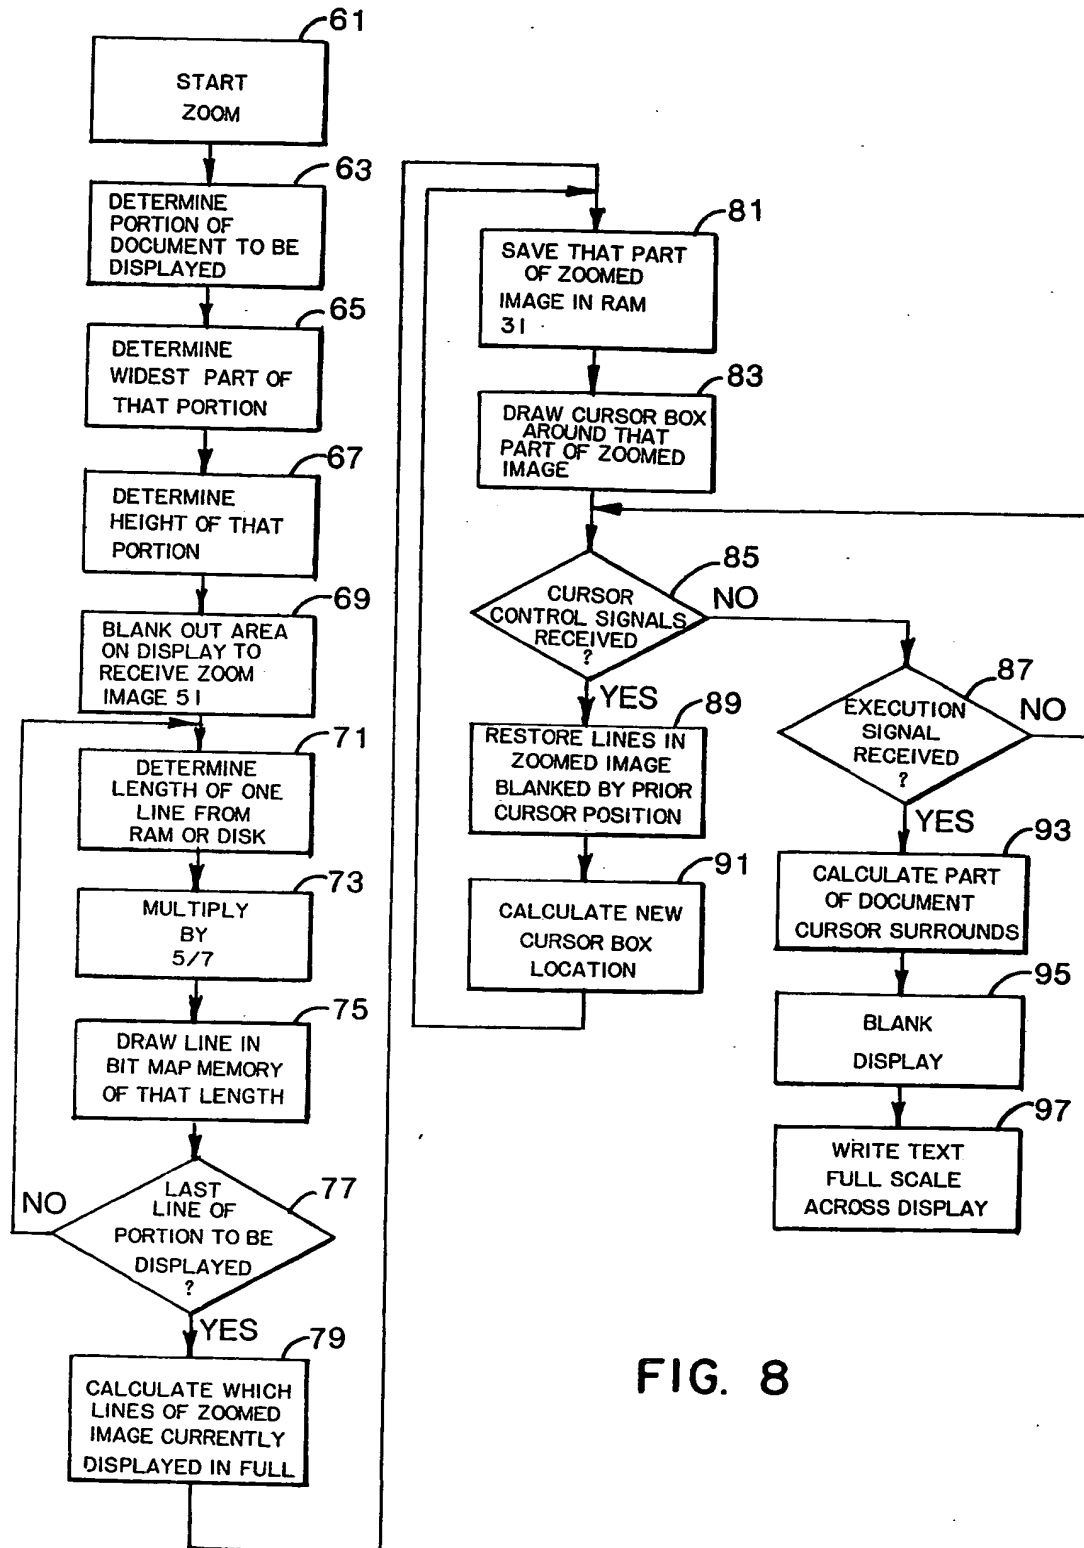 61
START
ZOOM
63
DETERMINE
PORTION OF
DOCUMENT TO BE
DISPLAYED
65
DETERMINE
WIDEST PART OF
THAT PORTION
67
DETERMINE
HEIGHT OF THAT
PORTION
69
BLANK OUT AREA
ON DISPLAY TO
RECEIVE ZOOM
IMAGE 51
71
DETERMINE
LENGTH OF ONE
LINE FROM
RAM OR DISK
73
MULTIPLY
BY
5/7
75
DRAW LINE IN
BIT MAP MEMORY
OF THAT LENGTH
77
LAST
LINE OF
PORTION TO BE
DISPLAYED
?
NO
YES
79
CALCULATE WHICH
LINES OF ZOOMED
IMAGE CURRENTLY
DISPLAYED IN FULL
81
SAVE THAT PART
OF ZOOMED
IMAGE IN RAM
31
83
DRAW CURSOR BOX
AROUND THAT
PART OF ZOOMED
IMAGE
85
CURSOR
CONTROL SIGNALS
RECEIVED
?
NO
YES
87
EXECUTION
SIGNAL
RECEIVED
?
NO
YES
89
RESTORE LINES IN
ZOOMED IMAGE
BLANKED BY PRIOR
CURSOR POSITION
91
CALCULATE NEW
CURSOR BOX
LOCATION
93
CALCULATE PART
OF DOCUMENT
CURSOR SURROUNDS
95
BLANK
DISPLAY
97
WRITE TEXT
FULL SCALE
ACROSS DISPLAY
FIG. 8